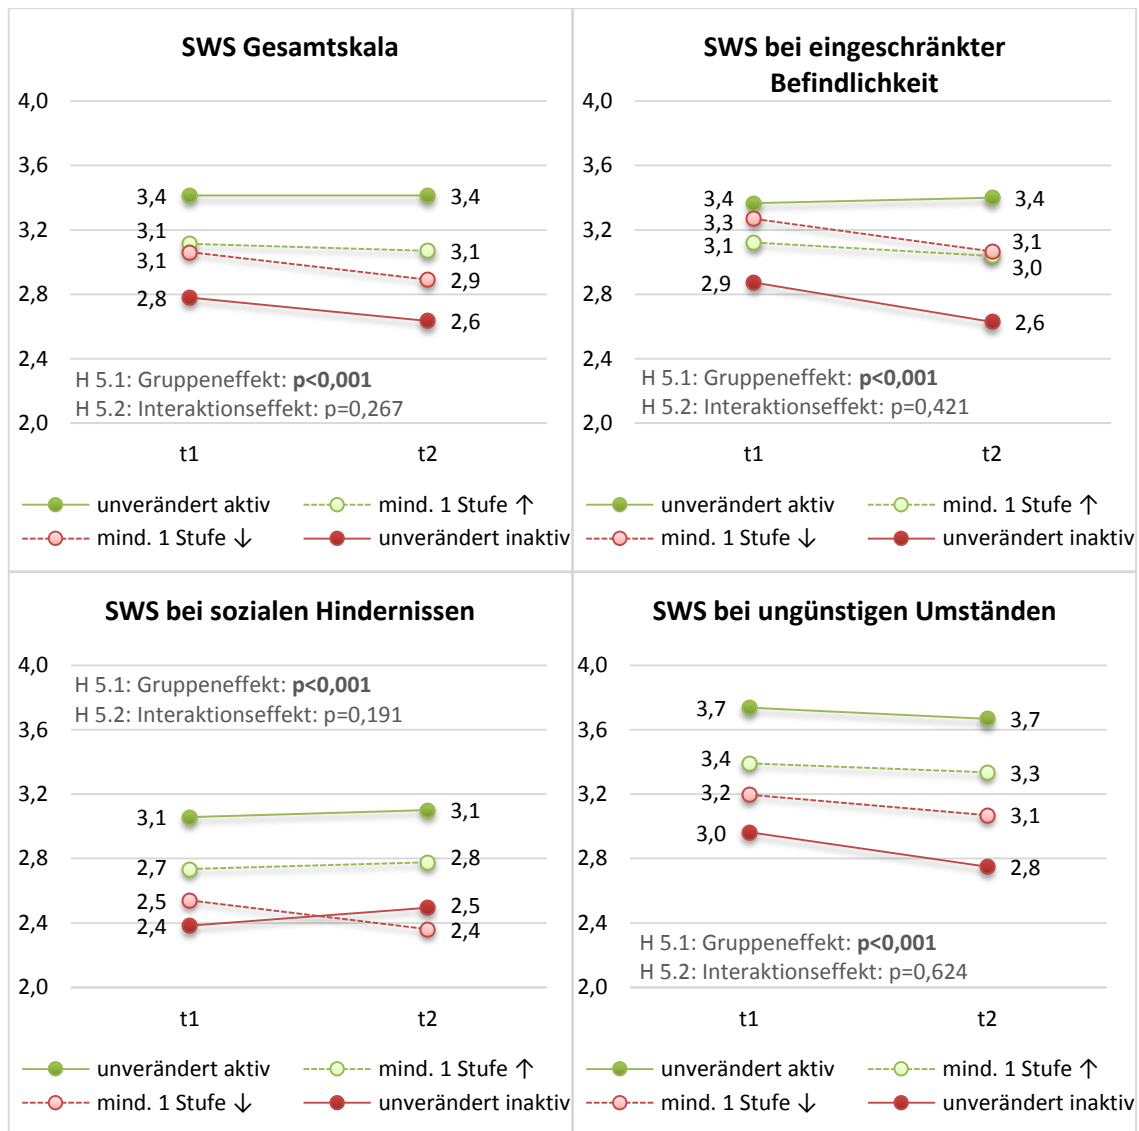 SWS Gesamtskala
4,0
3,6
3,2
2,8
2,4
2,0
3,4
3,4
3,1
3,1
3,1
2,9
2,8
2,6
H 5.1: Gruppeneffekt: p<0,001
H 5.2: Interaktionseffekt: p=0,267
t1
t2
unverändert aktiv
mind. 1 Stufe ↑
mind. 1 Stufe ↓
unverändert inaktiv
SWS bei eingeschränkter
Befindlichkeit
4,0
3,6
3,2
2,8
2,4
2,0
3,4
3,4
3,3
3,1
3,1
3,0
2,9
2,6
H 5.1: Gruppeneffekt: p<0,001
H 5.2: Interaktionseffekt: p=0,421
t1
t2
unverändert aktiv
mind. 1 Stufe ↑
mind. 1 Stufe ↓
unverändert inaktiv
SWS bei sozialen Hindernissen
4,0
3,6
3,2
2,8
2,4
2,0
H 5.1: Gruppeneffekt: p<0,001
H 5.2: Interaktionseffekt: p=0,191
3,1
3,1
2,7
2,8
2,5
2,5
2,4
2,4
t1
t2
unverändert aktiv
mind. 1 Stufe ↑
mind. 1 Stufe ↓
unverändert inaktiv
SWS bei ungünstigen Umständen
4,0
3,6
3,2
2,8
2,4
2,0
3,7
3,7
3,4
3,3
3,2
3,1
3,0
2,8
H 5.1: Gruppeneffekt: p<0,001
H 5.2: Interaktionseffekt: p=0,624
t1
t2
unverändert aktiv
mind. 1 Stufe ↑
mind. 1 Stufe ↓
unverändert inaktiv